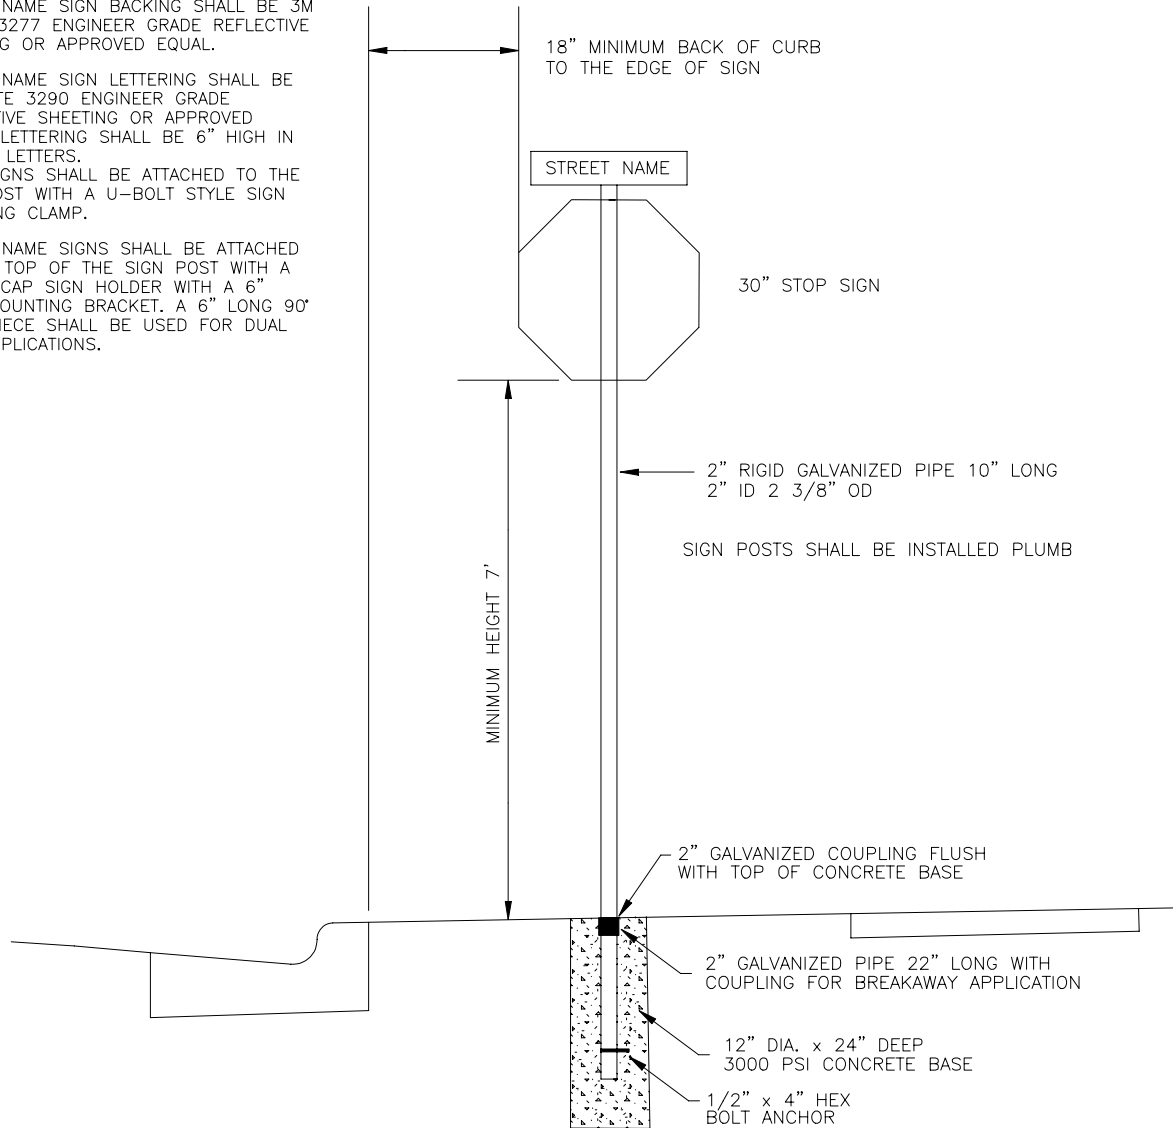 NAME SIGN BACKING SHALL BE 3M
3277 ENGINEER GRADE REFLECTIVE
G OR APPROVED EQUAL.
NAME SIGN LETTERING SHALL BE
TE 3290 ENGINEER GRADE
TIVE SHEETING OR APPROVED
LETTERING SHALL BE 6" HIGH IN
LETTERS.
IGNS SHALL BE ATTACHED TO THE
OST WITH A U-BOLT STYLE SIGN
NG CLAMP.
NAME SIGNS SHALL BE ATTACHED
TOP OF THE SIGN POST WITH A
CAP SIGN HOLDER WITH A 6"
OUNTING BRACKET. A 6" LONG 90°
IECE SHALL BE USED FOR DUAL
PPLICATIONS.
18" MINIMUM BACK OF CURB
TO THE EDGE OF SIGN
STREET NAME
30" STOP SIGN
2" RIGID GALVANIZED PIPE 10" LONG
2" ID 2 3/8" OD
SIGN POSTS SHALL BE INSTALLED PLUMB
MINIMUM HEIGHT 7'
2" GALVANIZED COUPLING FLUSH
WITH TOP OF CONCRETE BASE
2" GALVANIZED PIPE 22" LONG WITH
COUPLING FOR BREAKAWAY APPLICATION
12" DIA. x 24" DEEP
3000 PSI CONCRETE BASE
1/2" x 4" HEX
BOLT ANCHOR